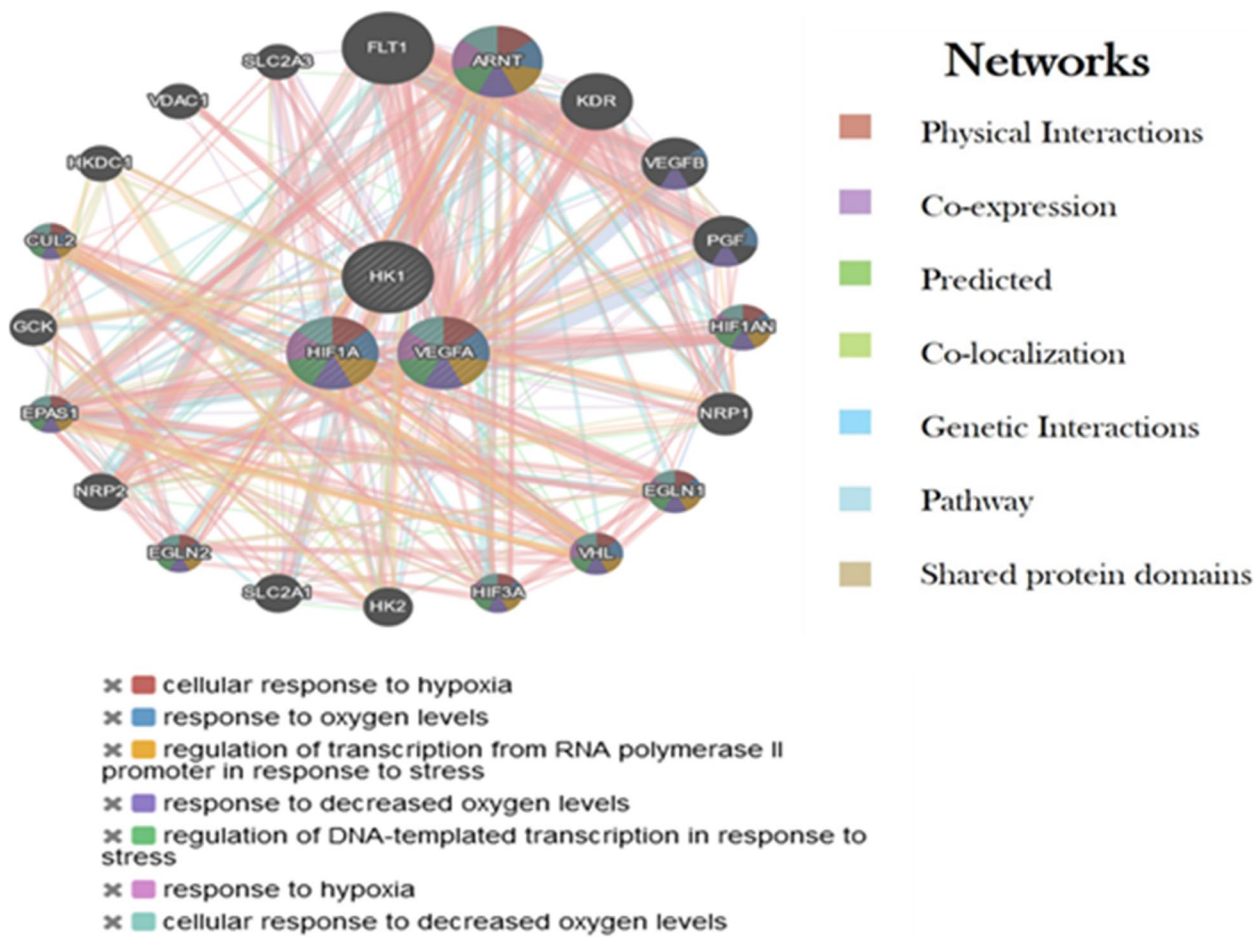 FLT1
ARNT
SLC2A3
KDR
VDAC1
VEGFB
HKDC1
CUL2
PGF
HK1
GCK
HIF1AN
HIF1A
VEGFA
EPAS1
NRP1
NRP2
EGLN1
EGLN2
VHL
SLC2A1
HK2
HIF3A
Networks
Physical Interactions
Co-expression
Predicted
Co-localization
Genetic Interactions
Pathway
Shared protein domains
cellular response to hypoxia
response to oxygen levels
regulation of transcription from RNA polymerase II
promoter in response to stress
response to decreased oxygen levels
regulation of DNA-templated transcription in response to
stress
response to hypoxia
cellular response to decreased oxygen levels